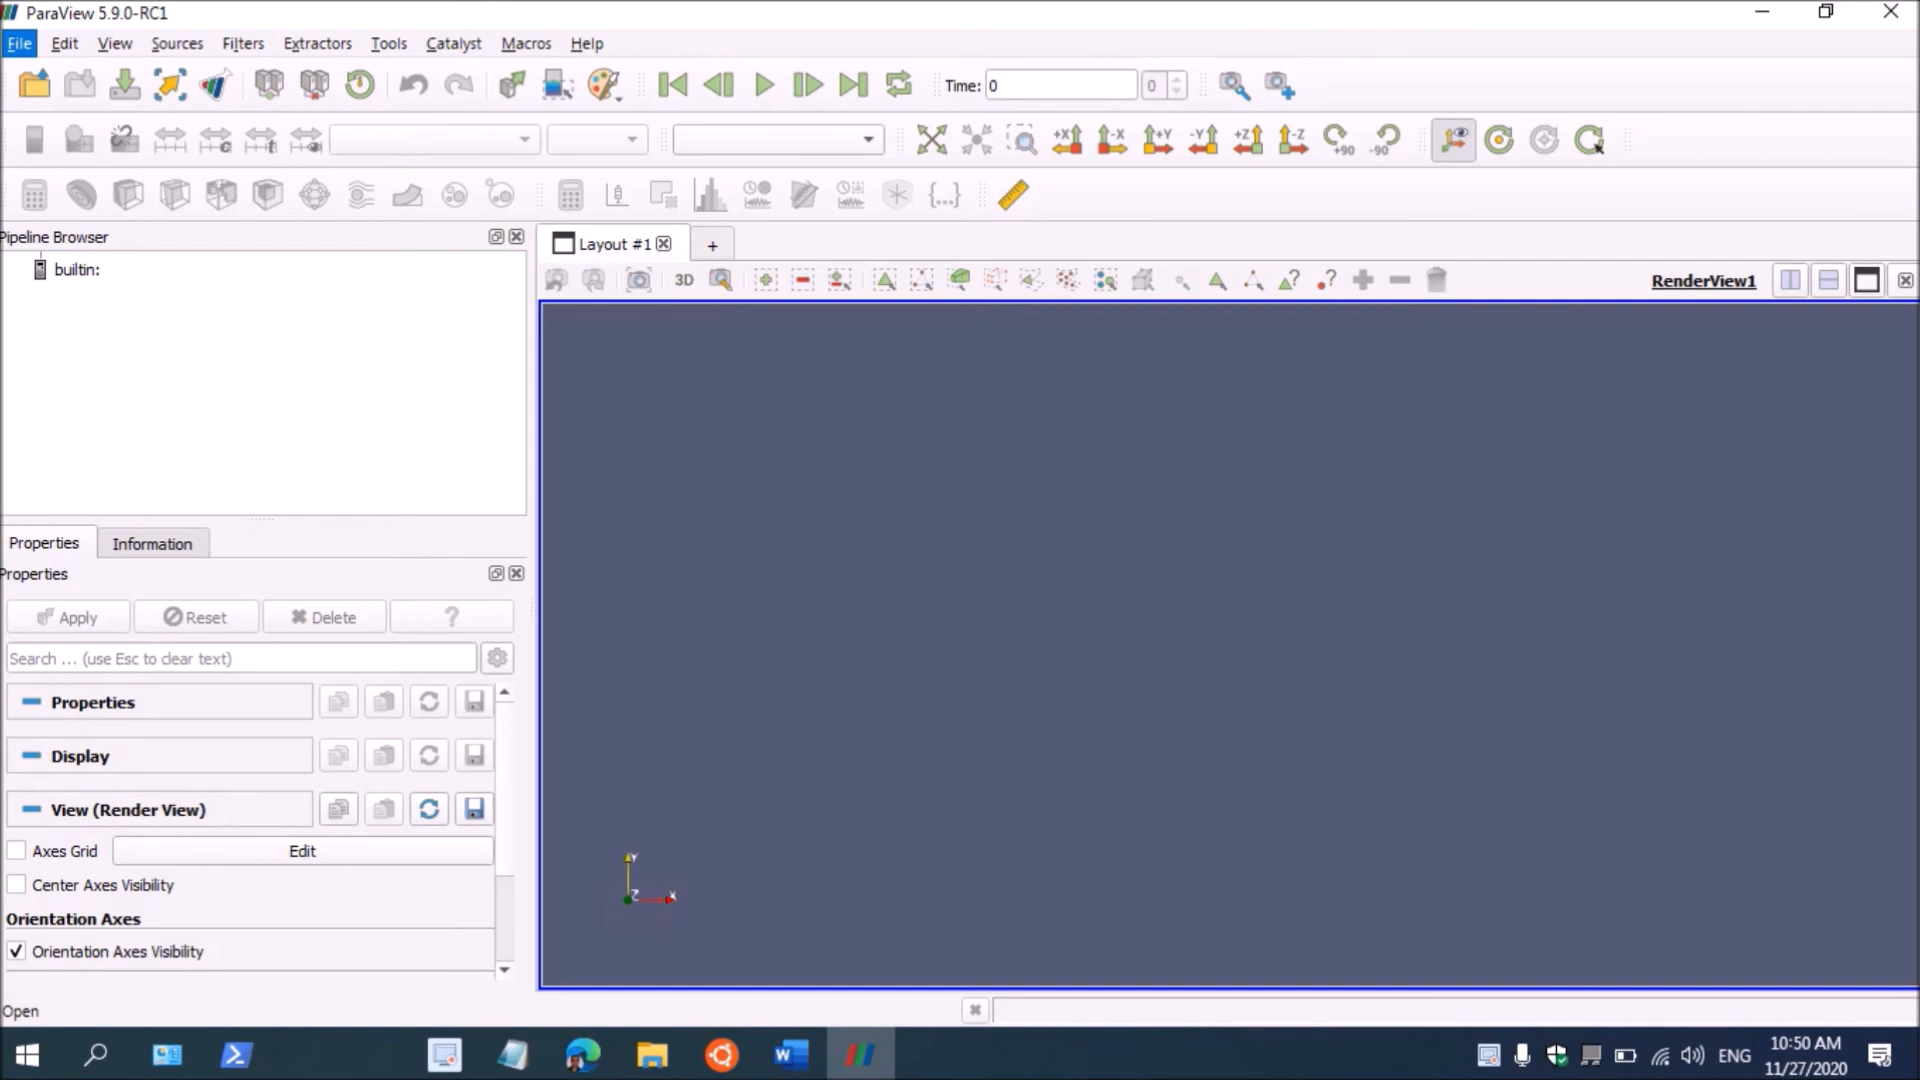 ParaView 5.9.0-RC1
File Edit View Sources Filters Extractors Tools Catalyst Macros Help
Time: 0 0
+X -X +Y -Y +Z -Z +90 -90
Pipeline Browser
builtin:
Layout #1 +
3D
RenderView1
Properties Information
Properties
Apply Reset Delete ?
Search ... (use Esc to clear text)
Properties
Display
View (Render View)
Axes Grid Edit
Center Axes Visibility
Orientation Axes
Orientation Axes Visibility
Y
Z X
Open
ENG
10:50 AM
11/27/2020